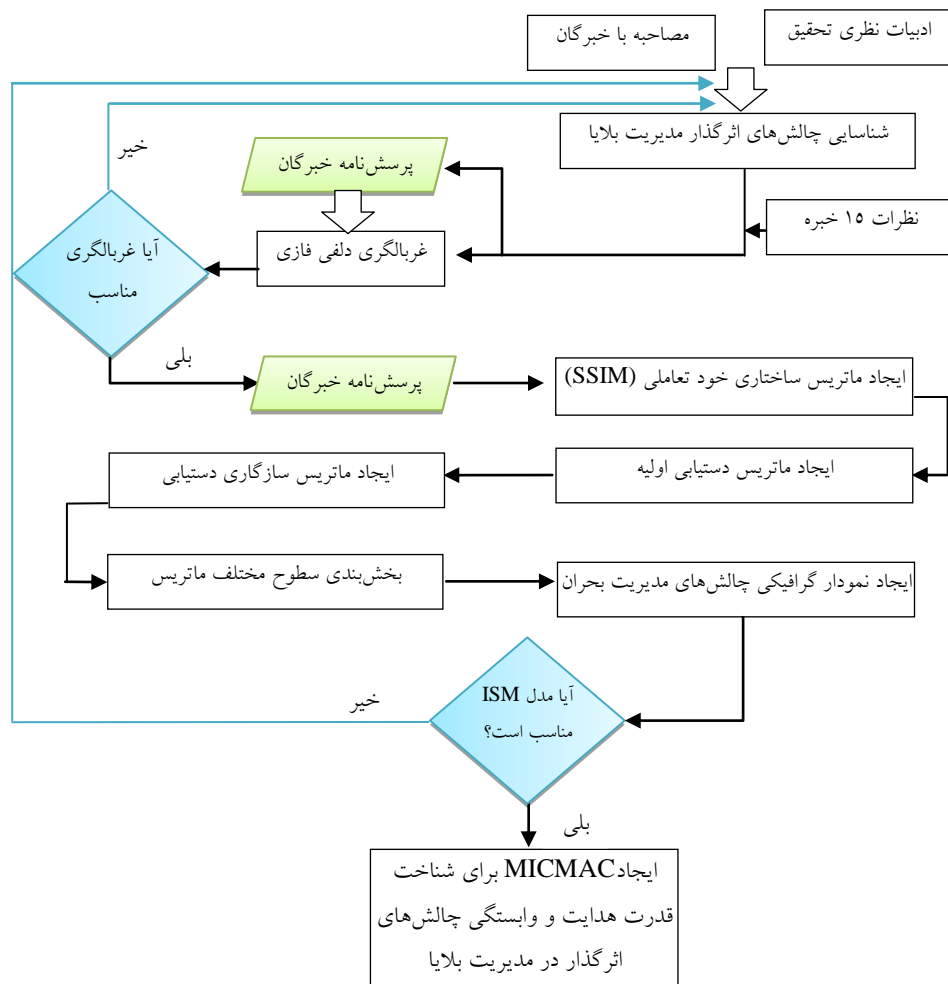 ادبیات نظری تحقیق
مصاحبه با خبرگان
شناسایی چالش‌های اثرگذار مدیریت بلایا
خیر
پرسش‌نامه خبرگان
نظرات ۱۵ خبره
غربالگری دلفی فازی
آیا غربالگری
مناسب
بلی
پرسش‌نامه خبرگان
ایجاد ماتریس ساختاری خود تعاملی (SSIM)
ایجاد ماتریس دستیابی اولیه
ایجاد ماتریس سازگاری دستیابی
بخش‌بندی سطوح مختلف ماتریس
ایجاد نمودار گرافیکی چالش‌های مدیریت بحران
آیا مدل ISM
مناسب است؟
خیر
بلی
ایجاد MICMAC برای شناخت
قدرت هدایت و وابستگی چالش‌های
اثرگذار در مدیریت بلایا